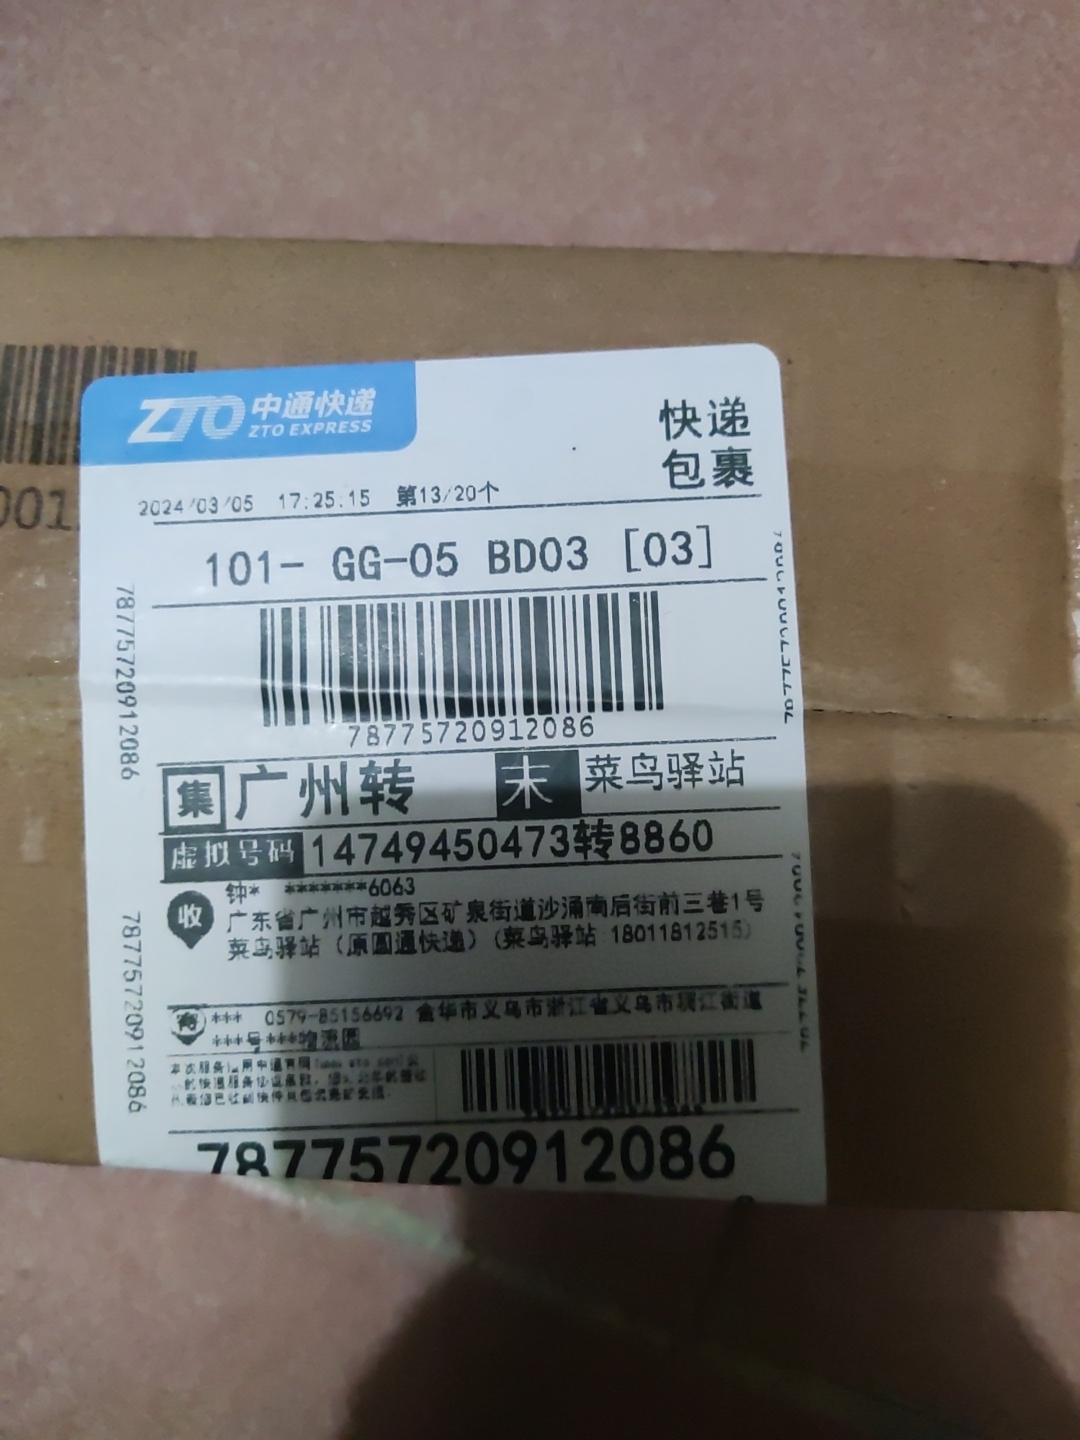 ZTO 中通快递
ZTO EXPRESS
快递
包裹
2024/03/05 17:25:15 第13/20个
101- GG-05 BD03 [03]
78775720912086
78775720912086
集 广州转 末 菜鸟驿站
虚拟号码 14749450473转8860
收 钟* *******6063
广东省广州市越秀区矿泉街道沙涌南后街前三巷1号
菜鸟驿站（原圆通快递）(菜鸟驿站 18011812515)
寄 *** 0579-85156692 金华市义乌市浙江省义乌市稠江街道
***号***物流园
78775720912086
78775720912086
001